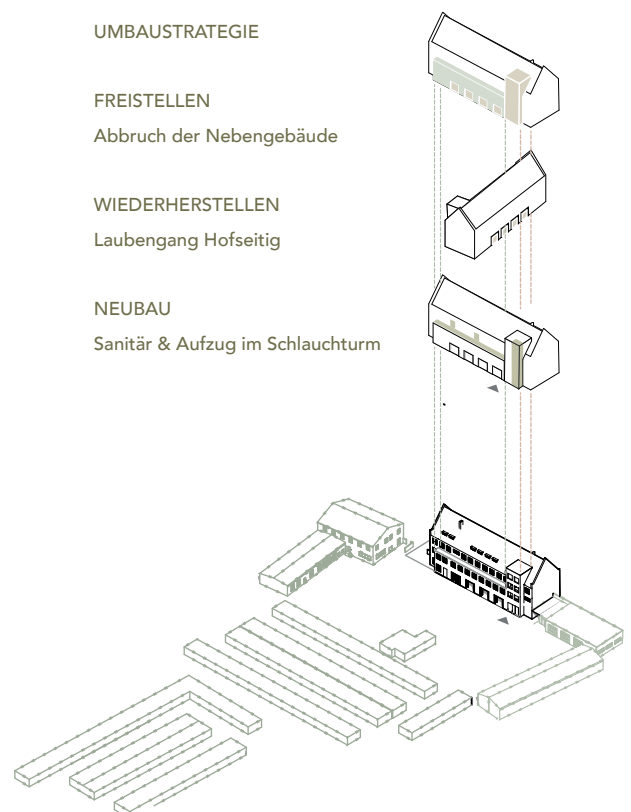 UMBAUSTRATEGIE
FREISTELLEN
Abbruch der Nebengebäude
WIEDERHERSTELLEN
Laubengang Hofseitig
NEUBAU
Sanitär & Aufzug im Schlauchturm